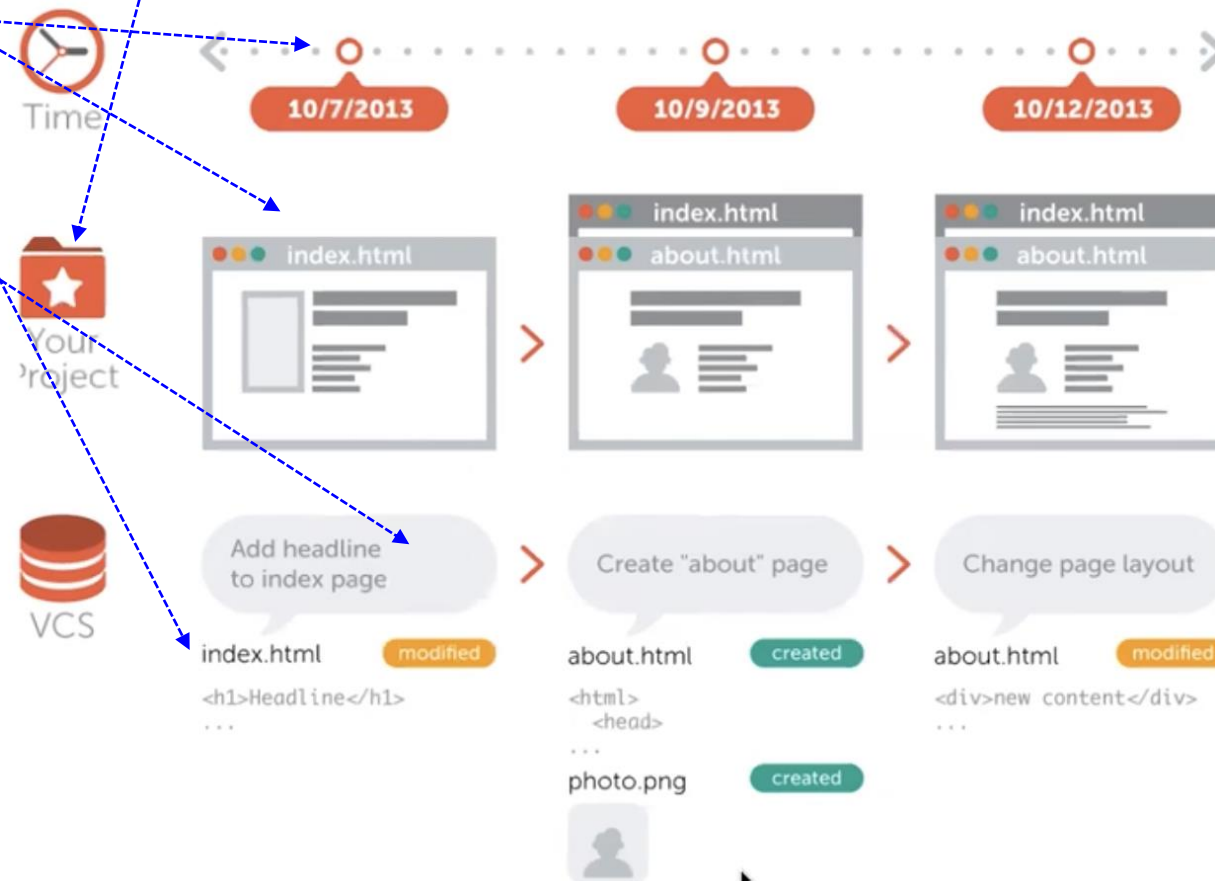 Time
10/7/2013
10/9/2013
10/12/2013
Your
Project
index.html
index.html
about.html
index.html
about.html
VCS
Add headline
to index page
Create "about" page
Change page layout
index.html modified
<h1>Headline</h1>
...
about.html created
<html>
<head>
...
photo.png created
about.html modified
<div>new content</div>
...